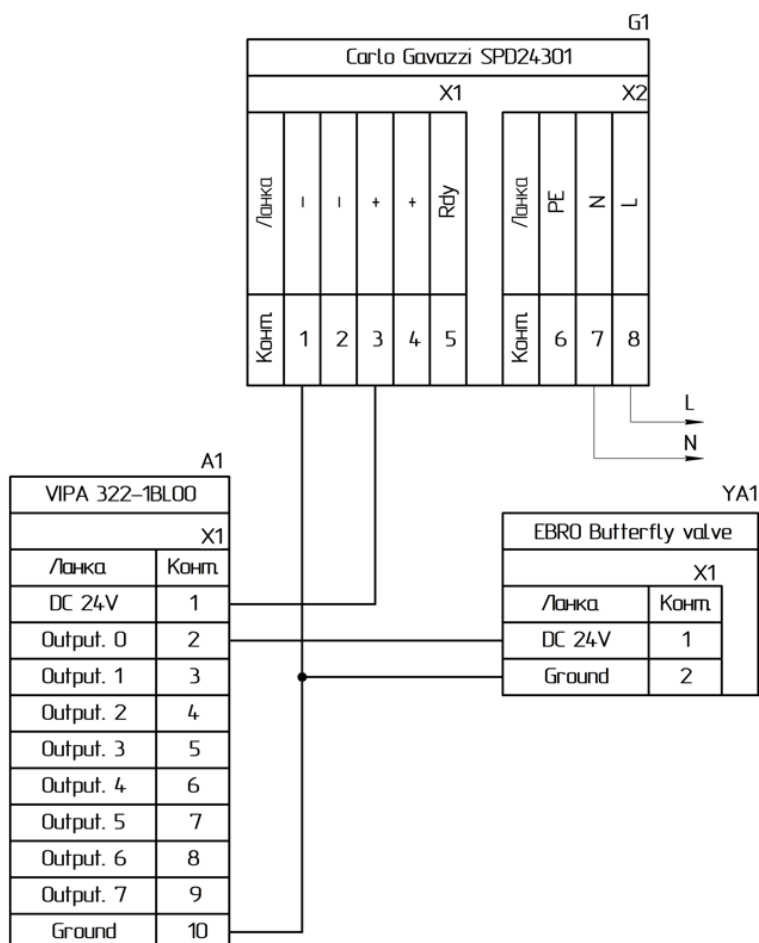 G1
Carlo Gavazzi SPD24301
X1 X2
Ланка – – + + Rdy Ланка PE N L
Конт. 1 2 3 4 5 Конт. 6 7 8
L
N
A1
VIPA 322-1BL00
X1
Ланка Конт.
DC 24V 1
Output. 0 2
Output. 1 3
Output. 2 4
Output. 3 5
Output. 4 6
Output. 5 7
Output. 6 8
Output. 7 9
Ground 10
YA1
EBRO Butterfly valve
X1
Ланка Конт.
DC 24V 1
Ground 2